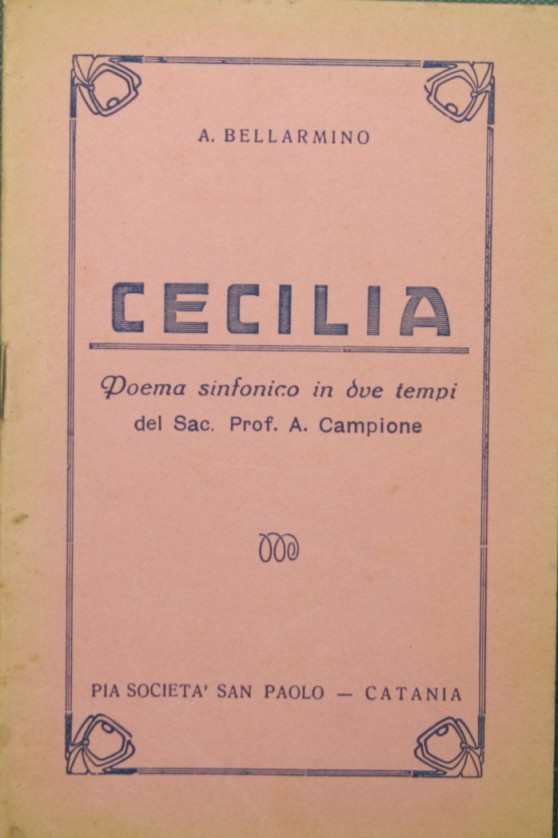 A. BELLARMINO
CECILIA
Poema sinfonico in due tempi
del Sac. Prof. A. Campione
PIA SOCIETA' SAN PAOLO — CATANIA